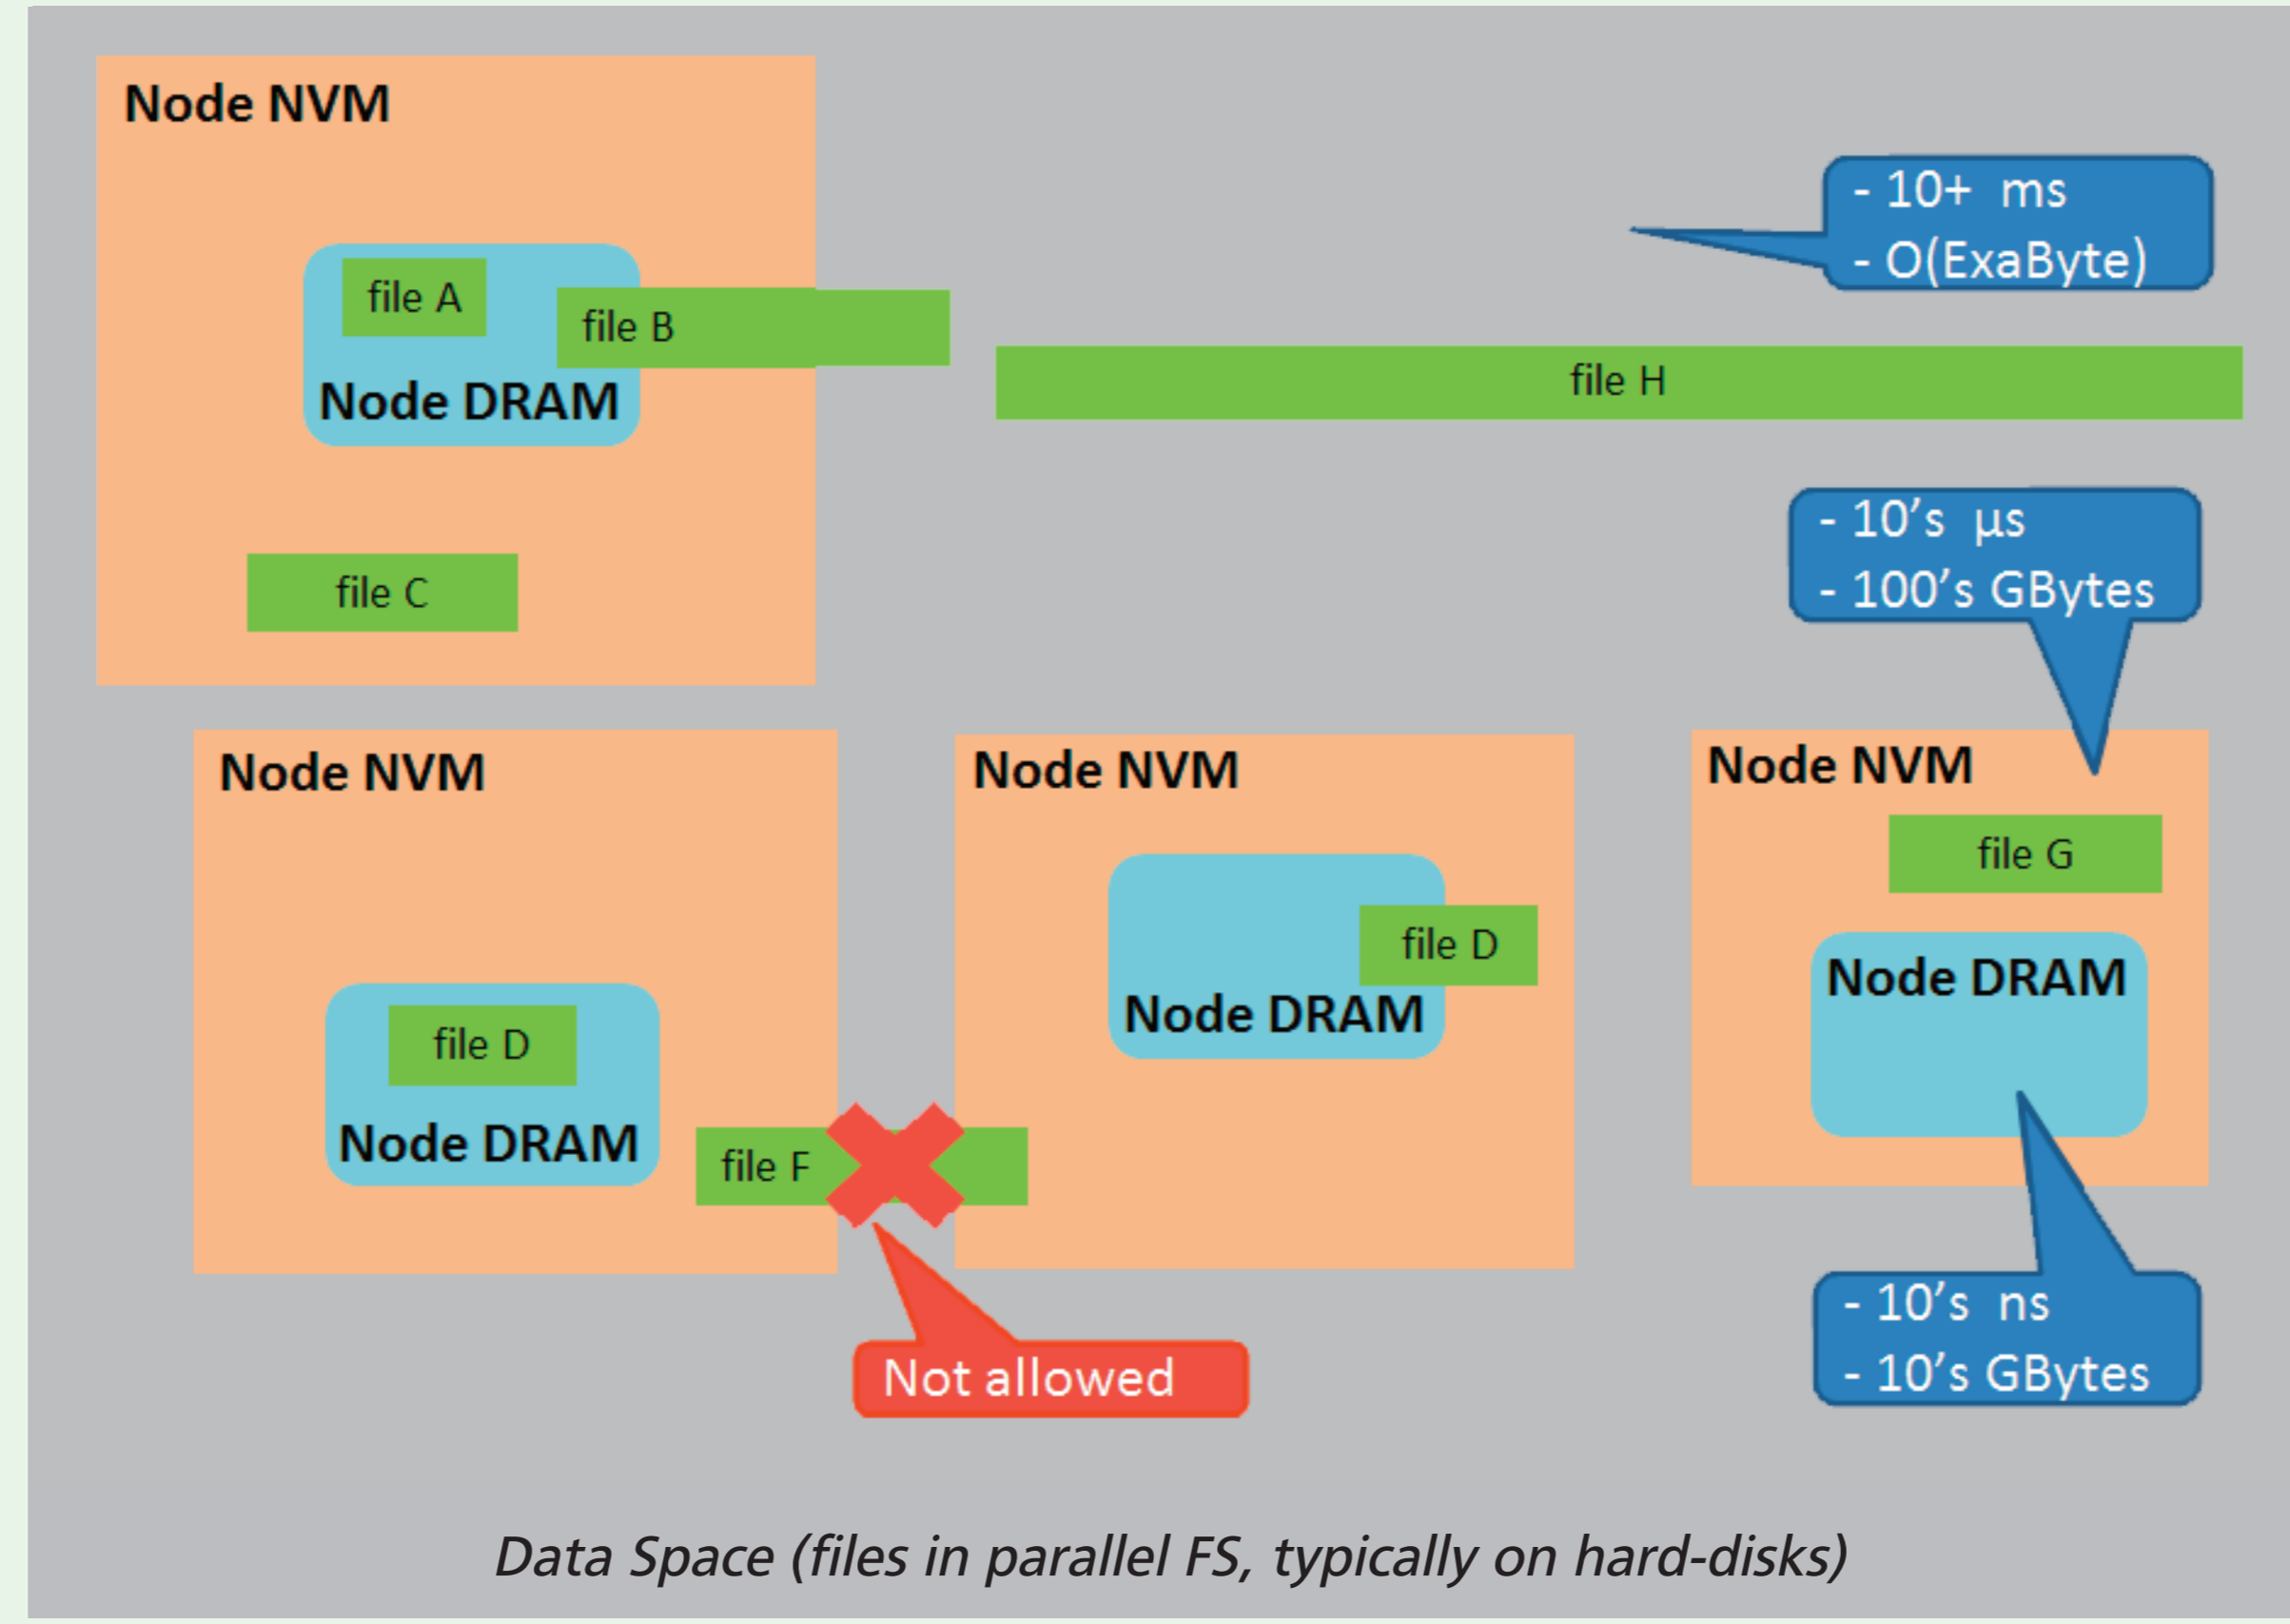 Node NVM
- 10+ ms
- O(ExaByte)
file A
file B
Node DRAM
file H
file C
- 10's µs
- 100's GBytes
Node NVM
file D
Node DRAM
file F
Node NVM
file D
Node DRAM
Node NVM
file G
Node DRAM
- 10's ns
- 10's GBytes
Not allowed
Data Space (files in parallel FS, typically on hard-disks)